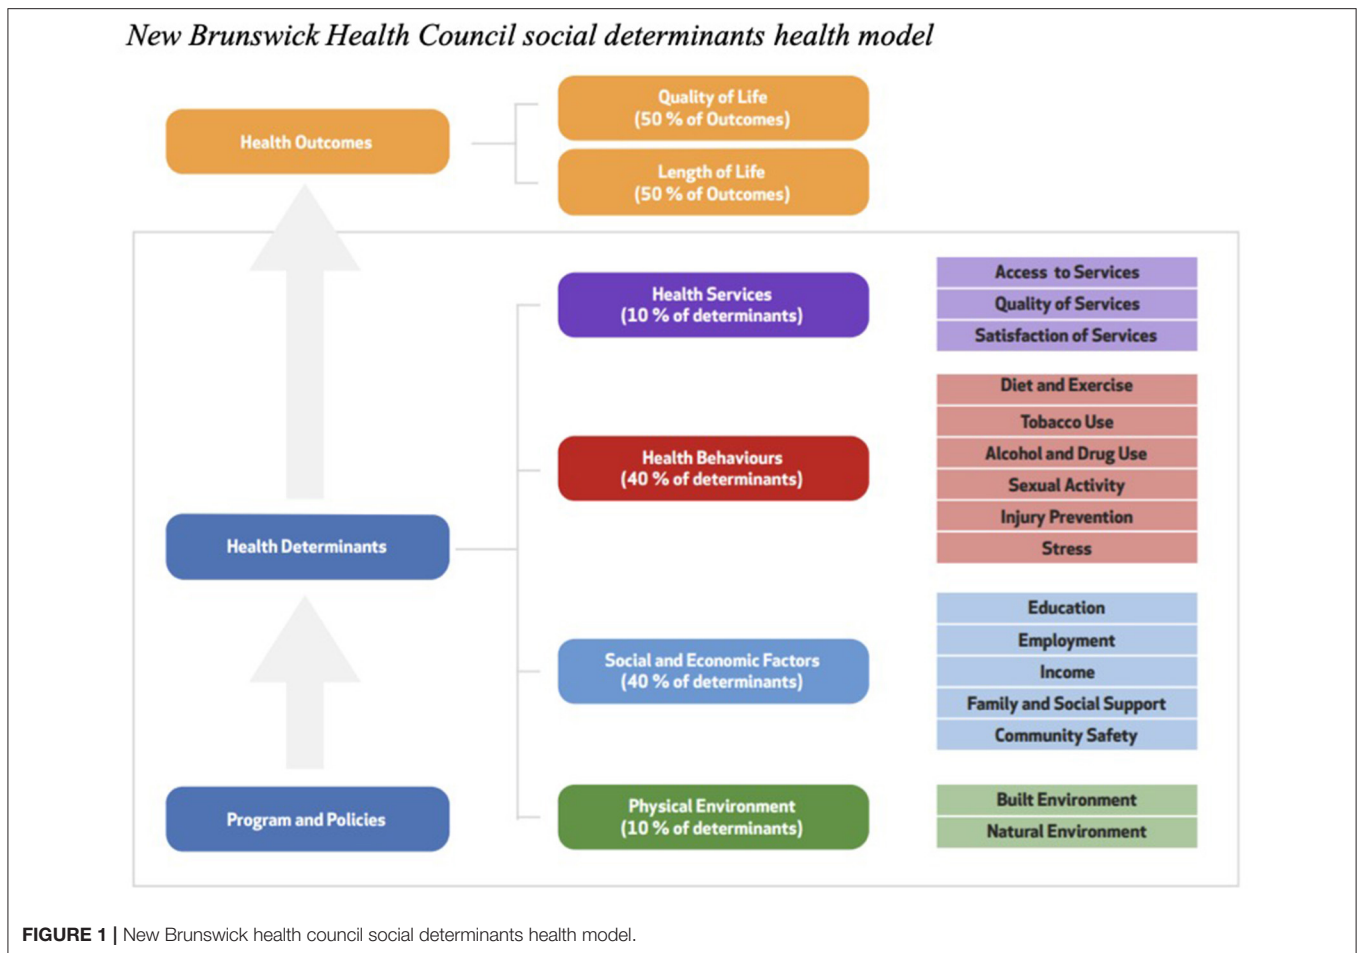 New Brunswick Health Council social determinants health model
Health Outcomes
Quality of Life
(50 % of Outcomes)
Length of Life
(50 % of Outcomes)
Health Determinants
Health Services
(10 % of determinants)
Access to Services
Quality of Services
Satisfaction of Services
Health Behaviours
(40 % of determinants)
Diet and Exercise
Tobacco Use
Alcohol and Drug Use
Sexual Activity
Injury Prevention
Stress
Social and Economic Factors
(40 % of determinants)
Education
Employment
Income
Family and Social Support
Community Safety
Program and Policies
Physical Environment
(10 % of determinants)
Built Environment
Natural Environment
FIGURE 1 | New Brunswick health council social determinants health model.